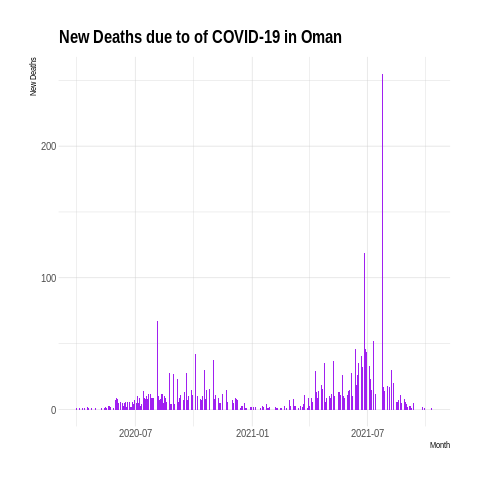 New Deaths due to of COVID-19 in Oman
New Deaths
200
100
0
2020-07
2021-01
2021-07
Month